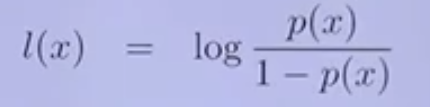 l(x) = log p(x) / 1 − p(x)